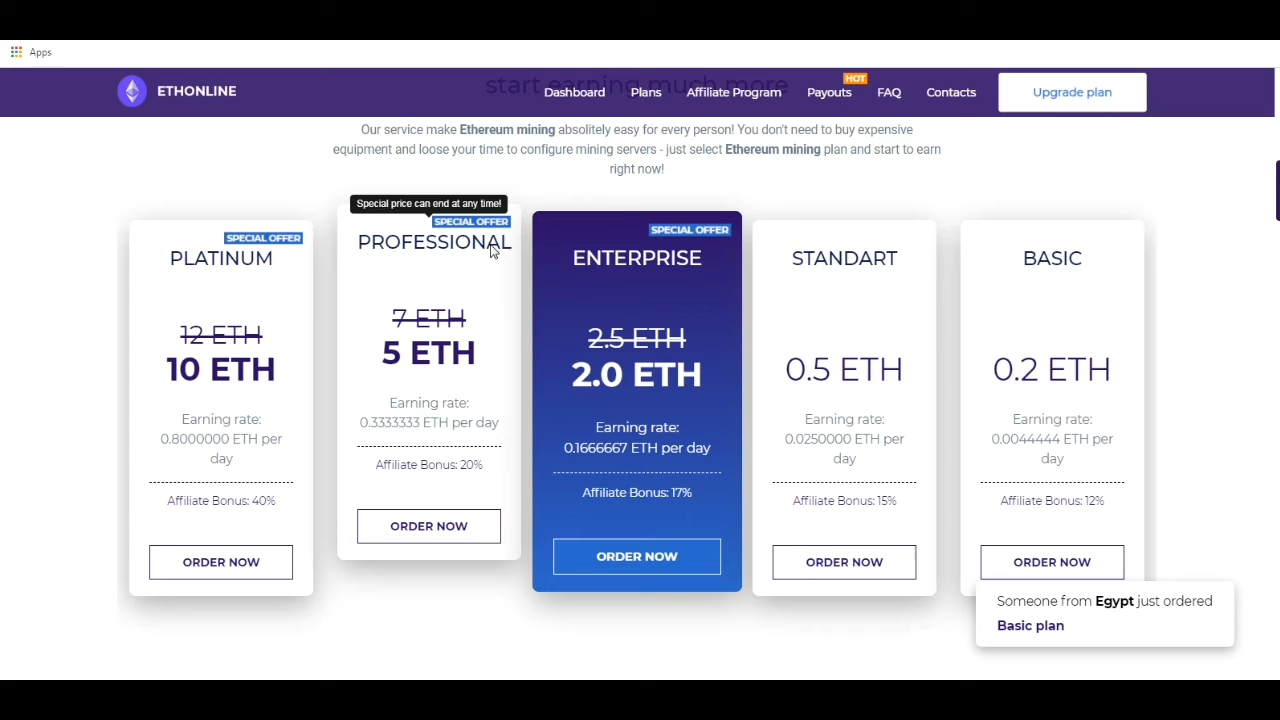 Apps
start earning much more
ETHONLINE
Dashboard
Plans
Affiliate Program
Payouts
HOT
FAQ
Contacts
Upgrade plan
Our service make Ethereum mining absolitely easy for every person! You don't need to buy expensive
equipment and loose your time to configure mining servers - just select Ethereum mining plan and start to earn
right now!
SPECIAL OFFER
PLATINUM
12 ETH
10 ETH
Earning rate:
0.8000000 ETH per
day
Affiliate Bonus: 40%
ORDER NOW
Special price can end at any time!
SPECIAL OFFER
PROFESSIONAL
7 ETH
5 ETH
Earning rate:
0.3333333 ETH per day
Affiliate Bonus: 20%
ORDER NOW
SPECIAL OFFER
ENTERPRISE
2.5 ETH
2.0 ETH
Earning rate:
0.1666667 ETH per day
Affiliate Bonus: 17%
ORDER NOW
STANDART
0.5 ETH
Earning rate:
0.0250000 ETH per
day
Affiliate Bonus: 15%
ORDER NOW
BASIC
0.2 ETH
Earning rate:
0.0044444 ETH per
day
Affiliate Bonus: 12%
ORDER NOW
Someone from Egypt just ordered
Basic plan